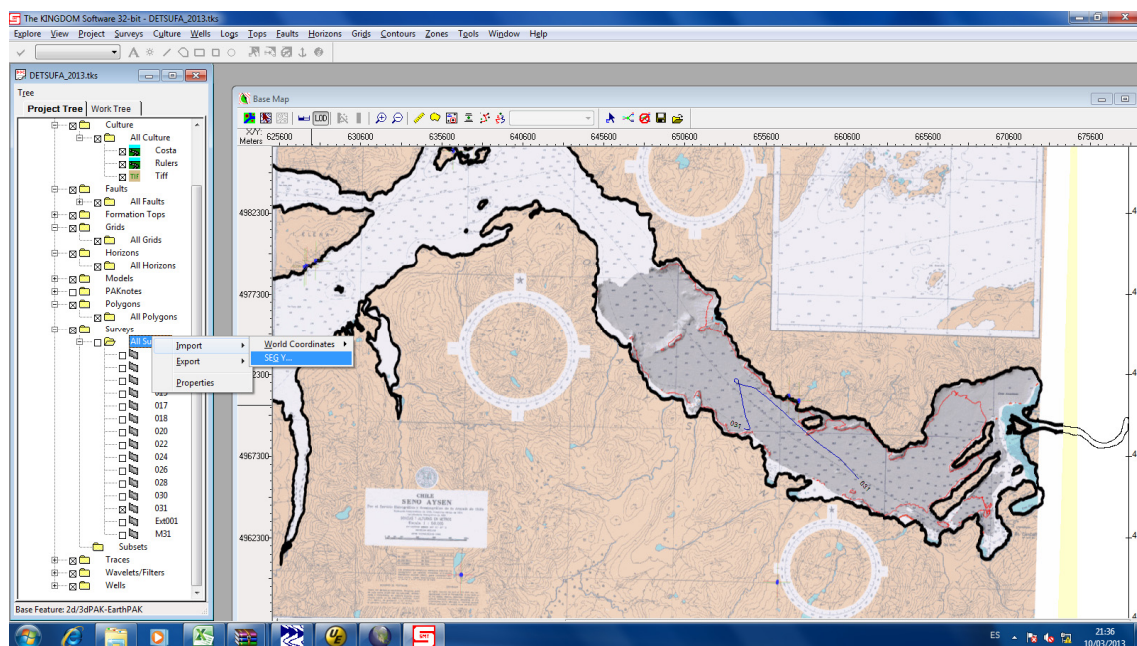 The KINGDOM Software 32-bit - DETSUFA_2013.tks
Explore View Project Surveys Culture Wells Logs Tops Faults Horizons Grids Contours Zones Tools Window Help
DETSUFA_2013.tks
Tree
Project Tree Work Tree
Culture
All Culture
Costa
Rulers
TIF Tiff
Faults
All Faults
Formation Tops
Grids
All Grids
Horizons
All Horizons
Models
PAKnotes
Polygons
All Polygons
Surveys
All Su
Import
Export
Properties
World Coordinates
SEG Y...
017
018
020
022
024
026
028
030
031
Ext001
M31
Subsets
Traces
Wavelets/Filters
Wells
Base Feature: 2d/3dPAK-EarthPAK
Base Map
LOD
X/Y:
Meters
625600 630600 635600 640600 645600 650600 655600 660600 665600 670600 675600
4982300
4977300
2300
4967300
4962300
031
031
CHILE
SENO AYSEN
ES
21:36
10/03/2013